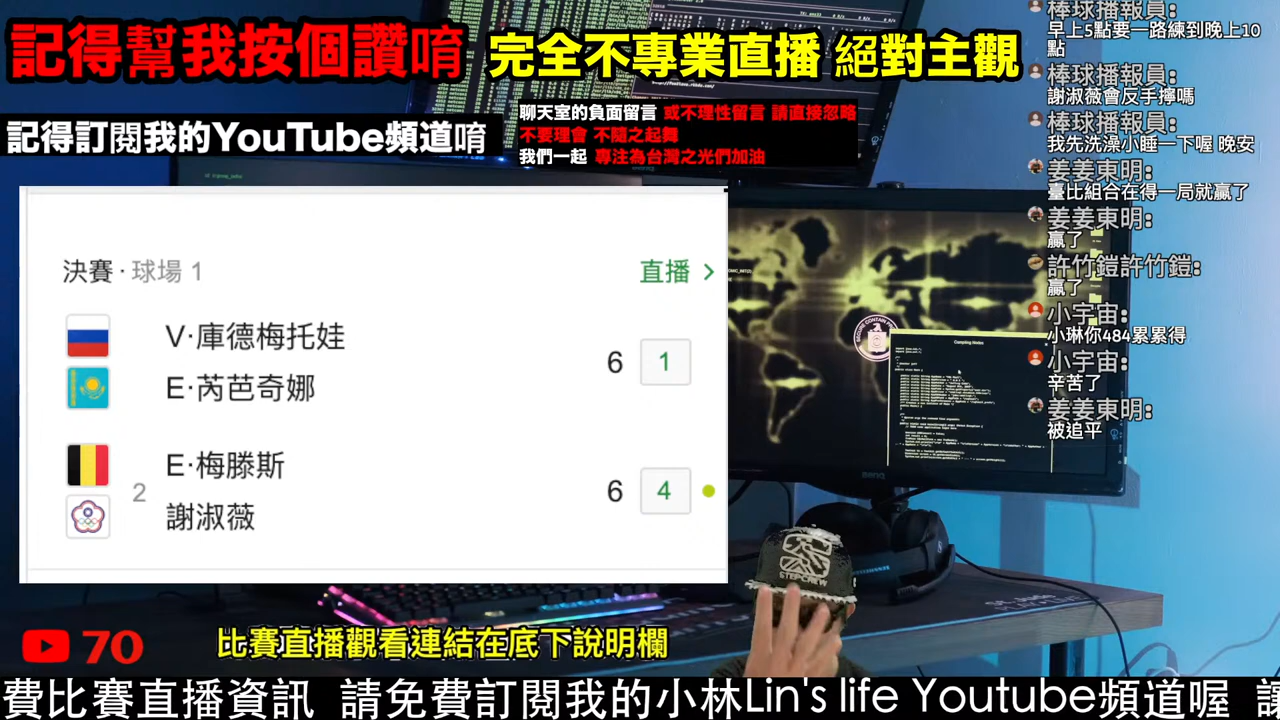 記得幫我按個讚唷
完全不專業直播 絕對主觀
記得訂閱我的YouTube頻道唷
聊天室的負面留言 或不理性留言 請直接忽略
不要理會 不隨之起舞
我們一起 專注為台灣之光們加油
決賽 · 球場 1
直播
V·庫德梅托娃
E·芮芭奇娜
6 1
E·梅滕斯
2
謝淑薇
6 4
棒球播報員:
早上5點要一路練到晚上10
點
棒球播報員:
謝淑薇會反手擰嗎
棒球播報員:
我先洗澡小睡一下喔 晚安
姜姜東明:
臺比組合在得一局就贏了
姜姜東明:
贏了
許竹鎧許竹鎧:
贏了
小宇宙:
小琳你484累累得
小宇宙:
辛苦了
姜姜東明:
被追平
Compiling Nodes
BENQ
STEPCREW
70
比賽直播觀看連結在底下說明欄
費比賽直播資訊 請免費訂閱我的小林Lin's life Youtube頻道喔